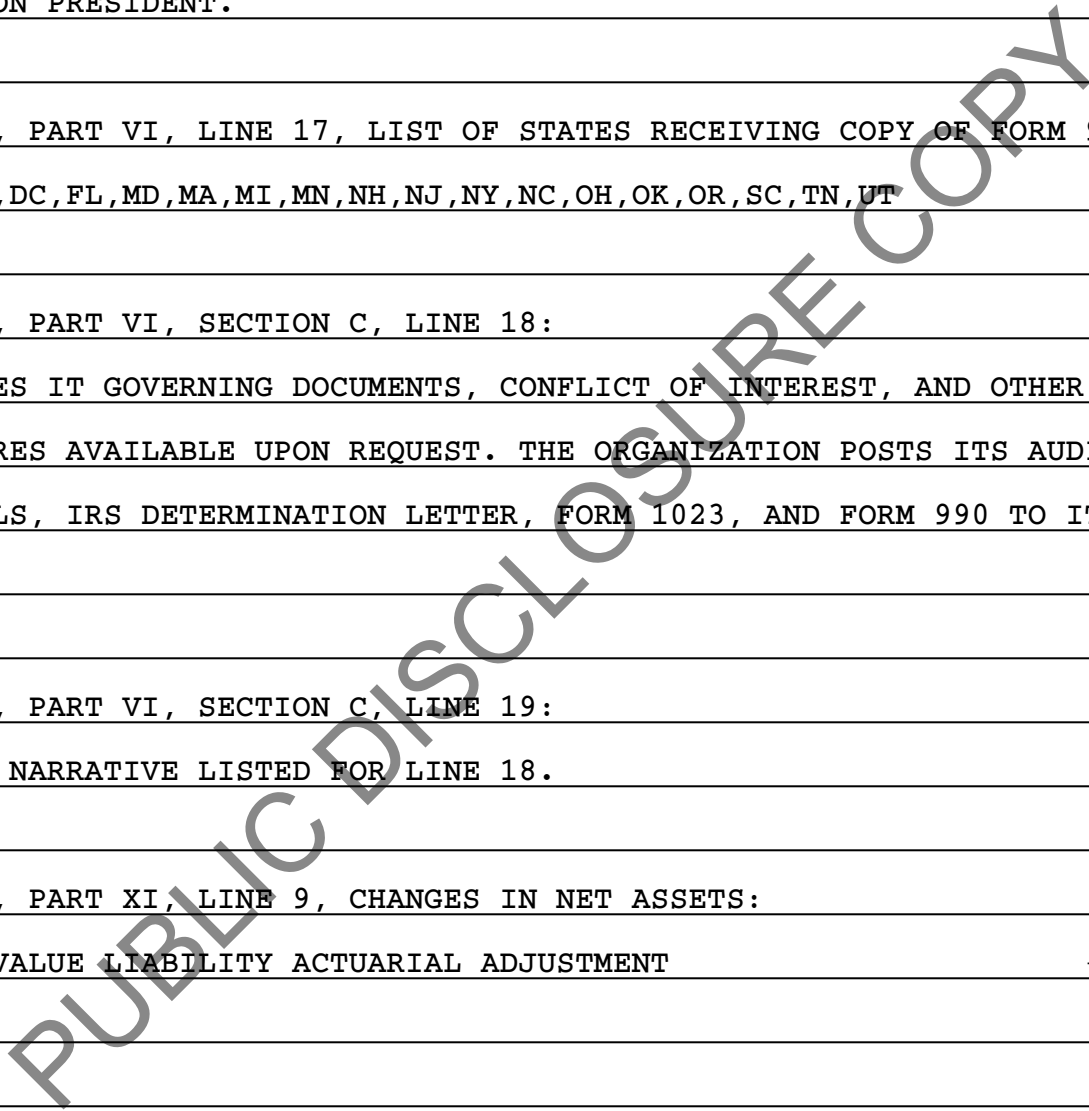 ON PRESIDENT.
, PART VI, LINE 17, LIST OF STATES RECEIVING COPY OF FORM
,DC,FL,MD,MA,MI,MN,NH,NJ,NY,NC,OH,OK,OR,SC,TN,UT
, PART VI, SECTION C, LINE 18:
ES IT GOVERNING DOCUMENTS, CONFLICT OF INTEREST, AND OTHER
RES AVAILABLE UPON REQUEST. THE ORGANIZATION POSTS ITS AUD
LS, IRS DETERMINATION LETTER, FORM 1023, AND FORM 990 TO IT
, PART VI, SECTION C, LINE 19:
NARRATIVE LISTED FOR LINE 18.
, PART XI, LINE 9, CHANGES IN NET ASSETS:
VALUE LIABILITY ACTUARIAL ADJUSTMENT
PUBLIC DISCLOSURE COPY